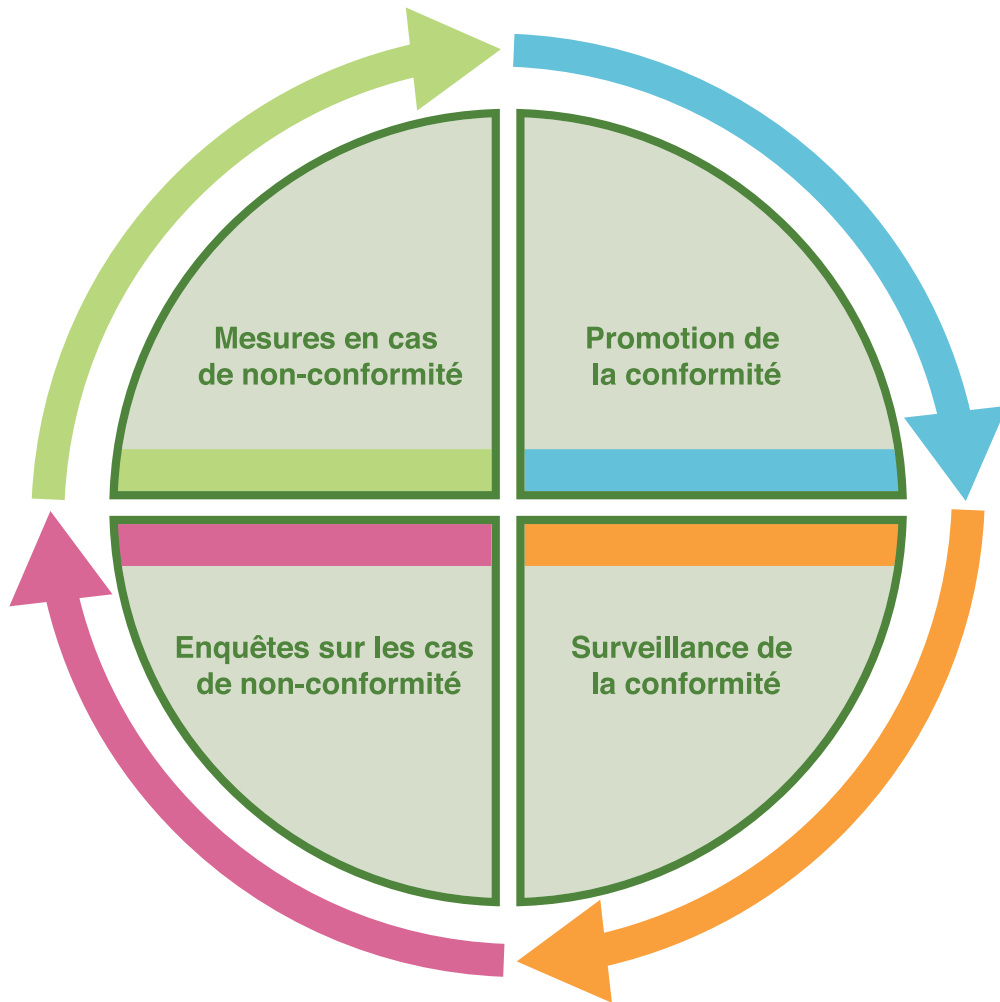 Mesures en cas
de non-conformité
Promotion de
la conformité
Enquêtes sur les cas
de non-conformité
Surveillance de
la conformité